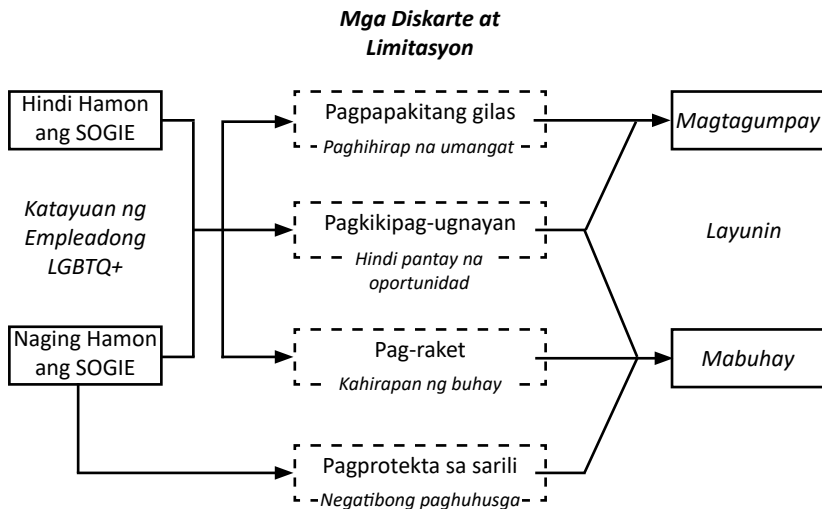 Mga Diskarte at
Limitasyon
Hindi Hamon
ang SOGIE
Katayuan ng
Empleadong
LGBTQ+
Naging Hamon
ang SOGIE
Pagpapakitang gilas
Paghihirap na umangat
Pagkikipag-ugnayan
Hindi pantay na
oportunidad
Pag-raket
Kahirapan ng buhay
Pagprotekta sa sarili
Negatibong paghuhusga
Magtagumpay
Layunin
Mabuhay